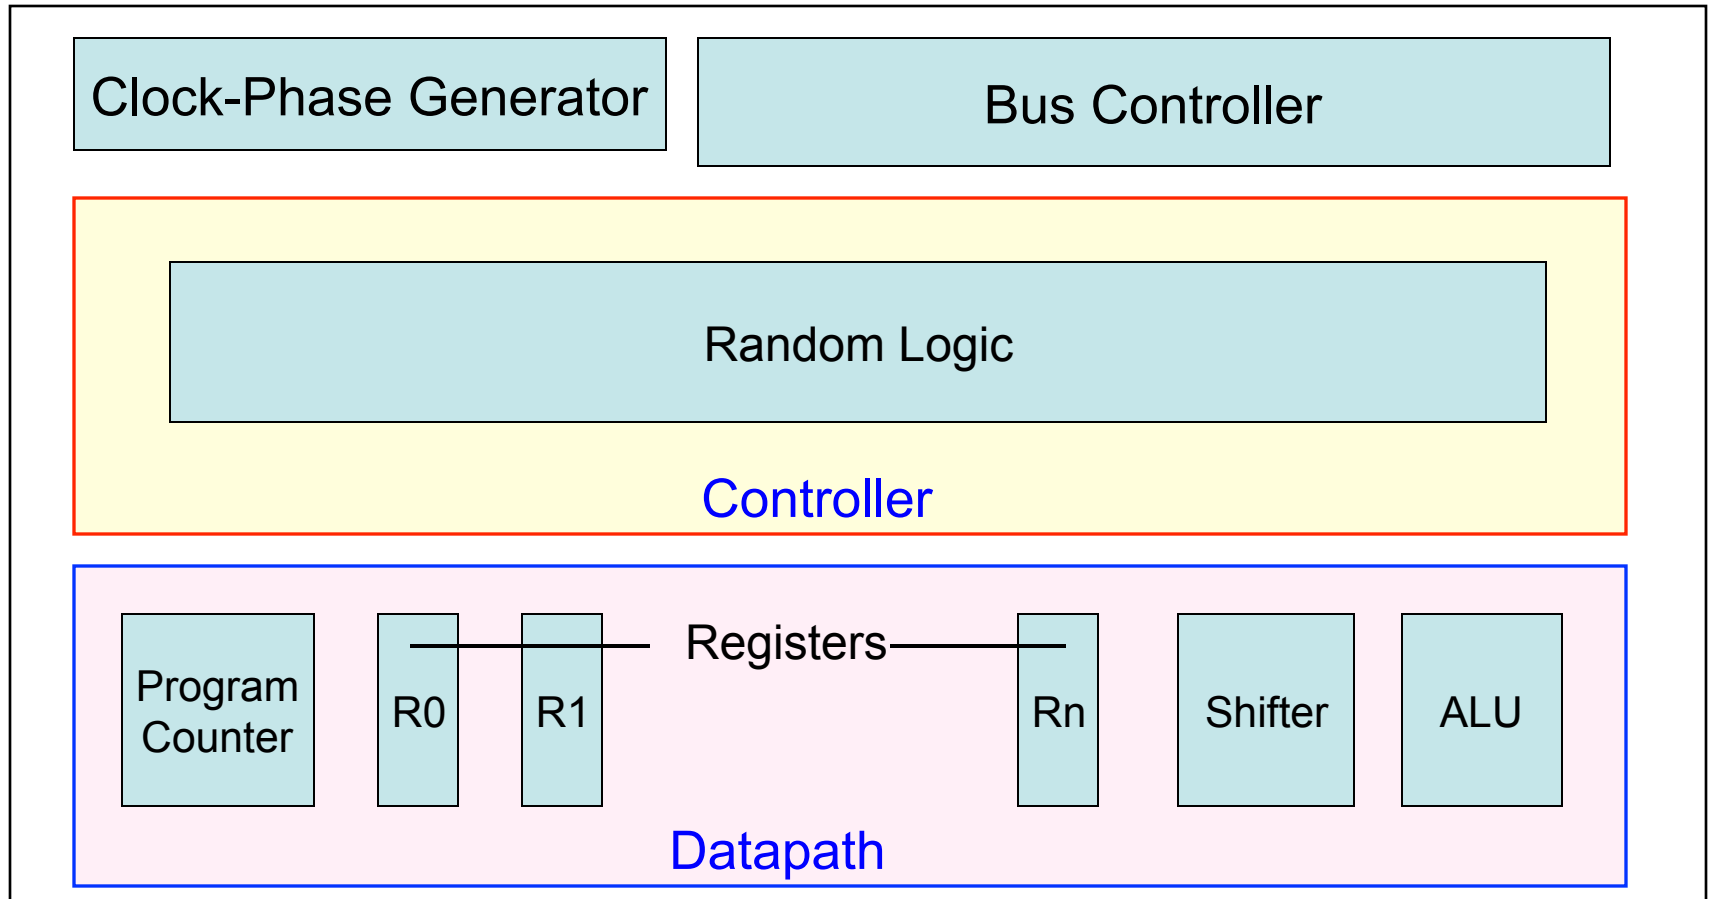 Clock-Phase Generator
Bus Controller
Random Logic
Controller
Registers
Program
Counter
R0
R1
Rn
Shifter
ALU
Datapath